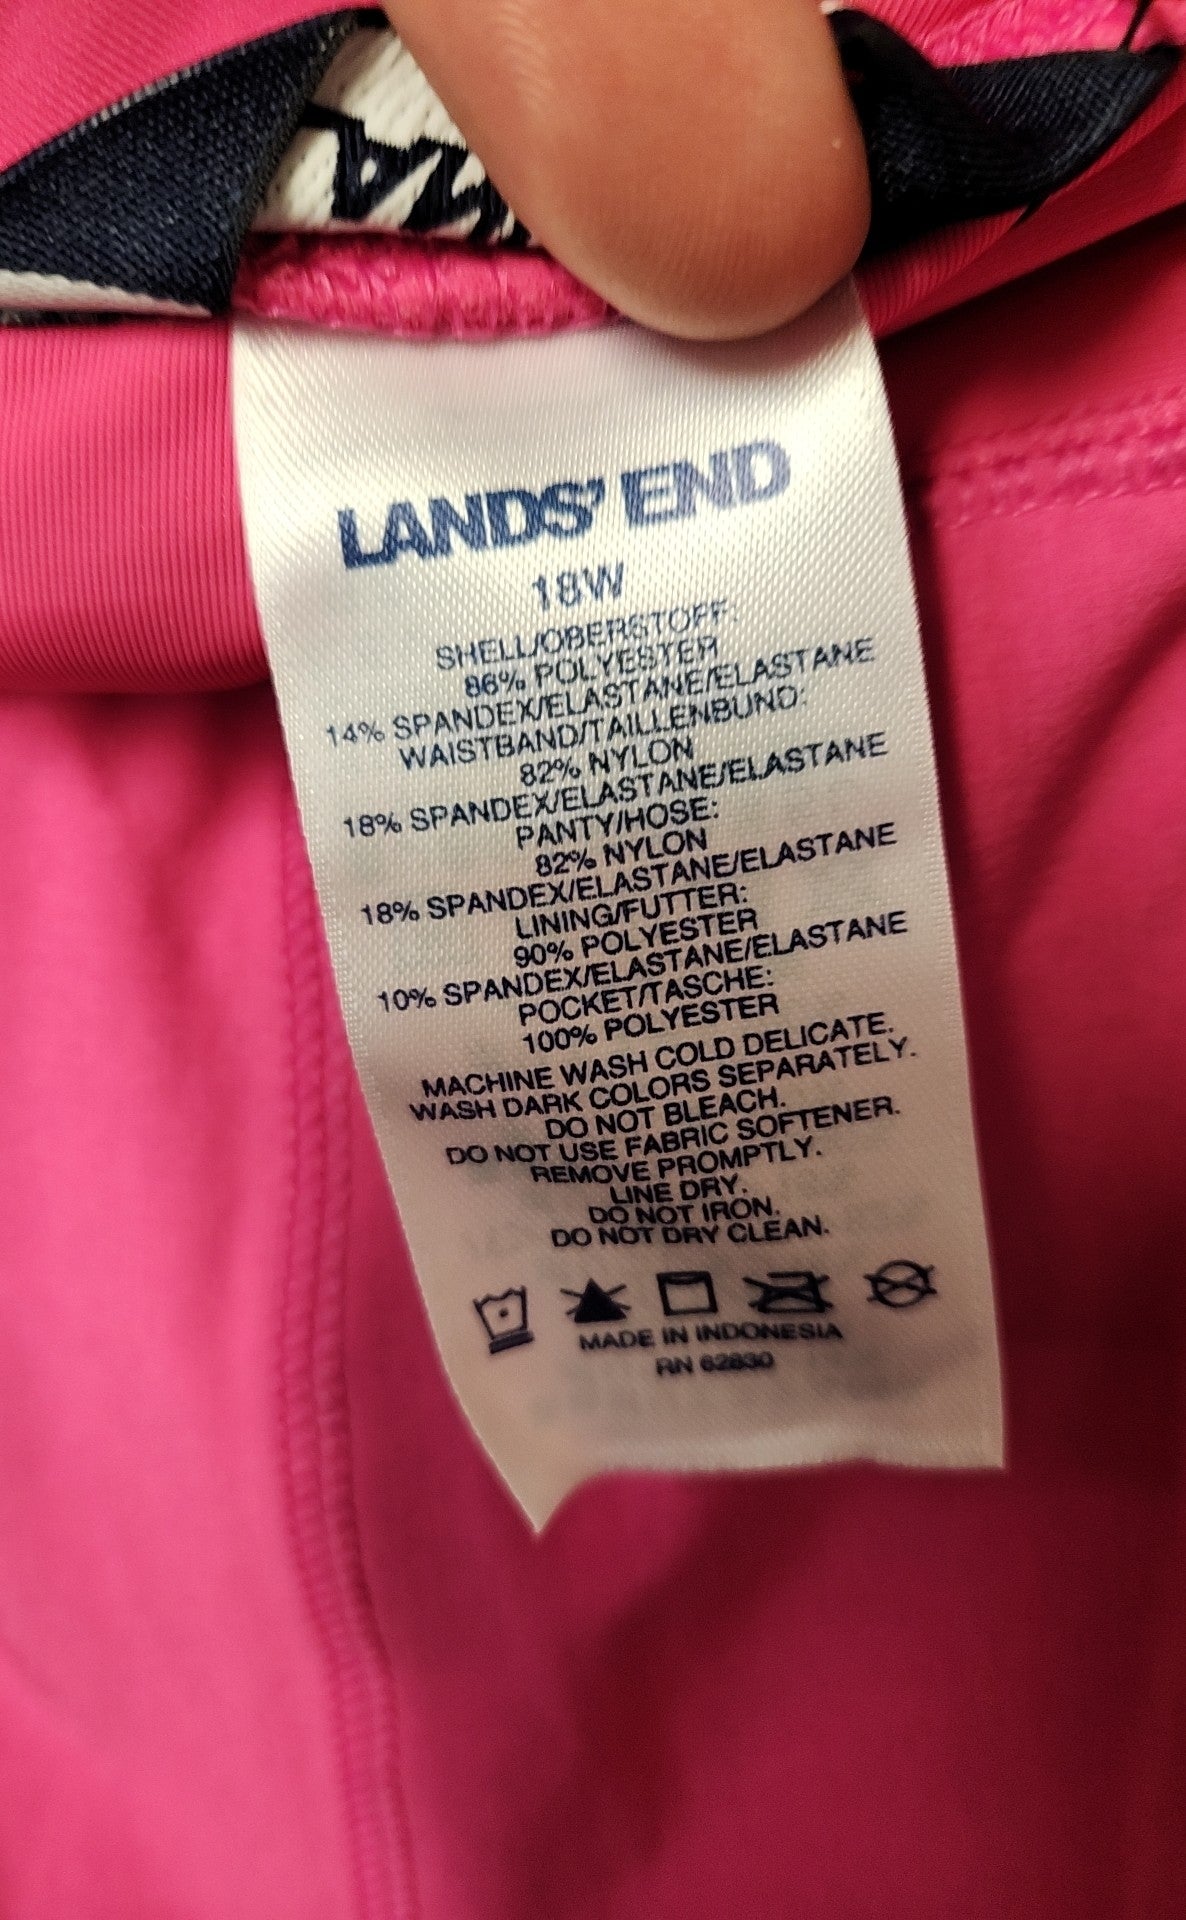 LANDS' END
18W
SHELL/OBERSTOFF:
86% POLYESTER
14% SPANDEX/ELASTANE/ELASTANE
WAISTBAND/TAILLENBUND:
82% NYLON
18% SPANDEX/ELASTANE/ELASTANE
PANTY/HOSE:
82% NYLON
18% SPANDEX/ELASTANE/ELASTANE
LINING/FUTTER:
90% POLYESTER
10% SPANDEX/ELASTANE/ELASTANE
POCKET/TASCHE:
100% POLYESTER
MACHINE WASH COLD DELICATE.
WASH DARK COLORS SEPARATELY.
DO NOT BLEACH.
DO NOT USE FABRIC SOFTENER.
REMOVE PROMPTLY.
LINE DRY.
DO NOT IRON.
DO NOT DRY CLEAN.
MADE IN INDONESIA
RN 62830